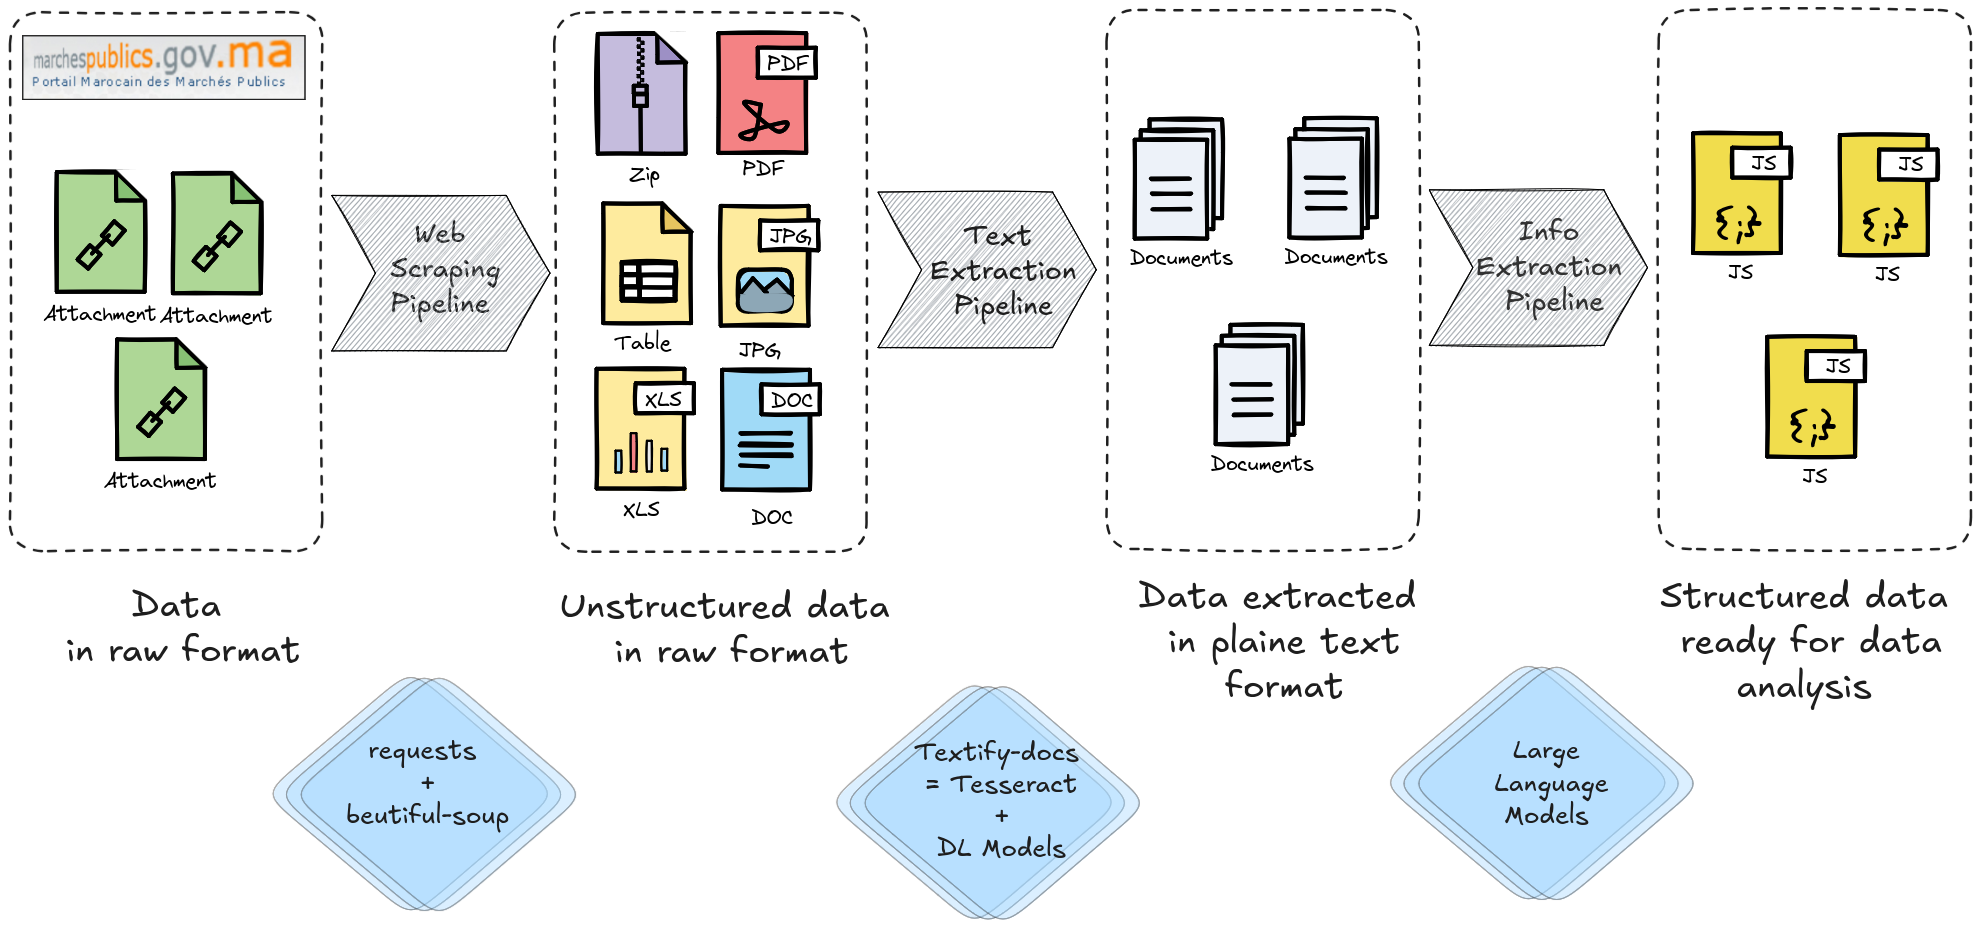 marchespublics.gov.ma
Portail Marocain des Marchés Publics
Attachment
Attachment
Attachment
Data
in raw format
Web
Scraping
Pipeline
requests
+
beutiful-soup
Zip
PDF
PDF
Table
JPG
JPG
XLS
XLS
DOC
DOC
Unstructured data
in raw format
Text
Extraction
Pipeline
Textify-docs
= Tesseract
+
DL Models
Documents
Documents
Documents
Data extracted
in plaine text
format
Info
Extraction
Pipeline
Large
Language
Models
JS
{;}
JS
JS
{;}
JS
JS
{;}
JS
Structured data
ready for data
analysis